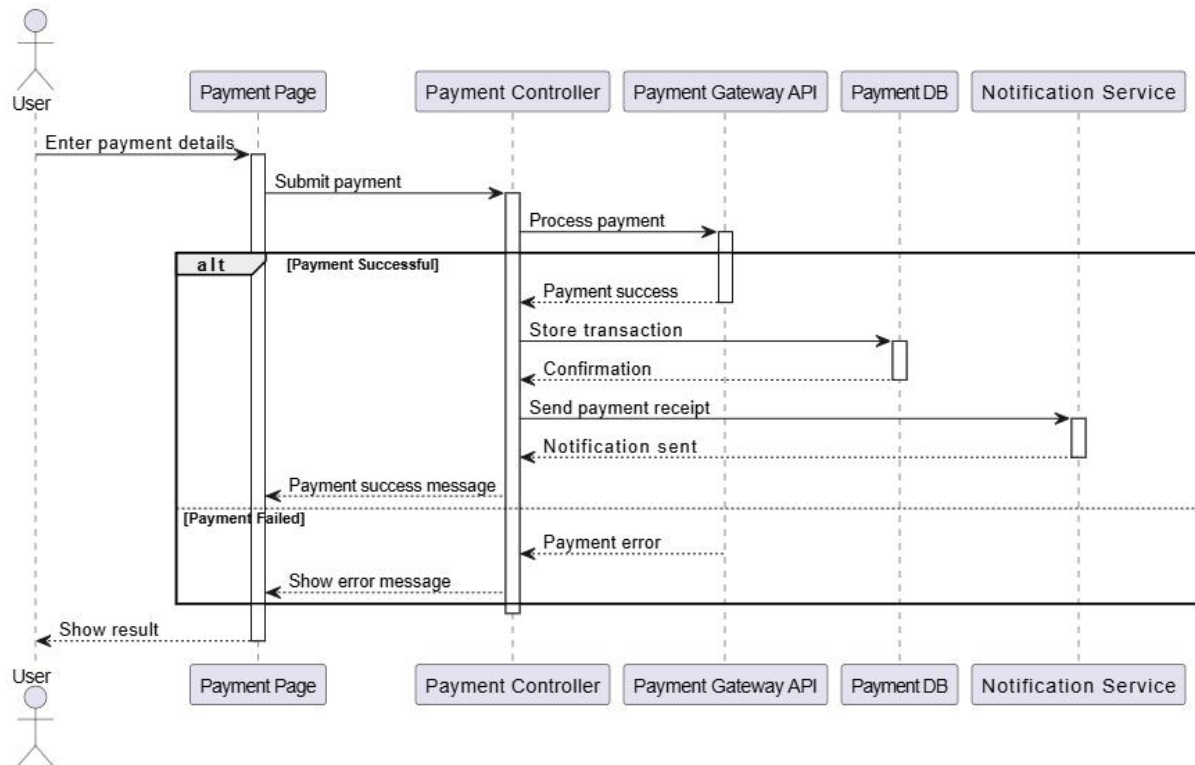 User
Payment Page
Payment Controller
Payment Gateway API
Payment DB
Notification Service
Enter payment details
Submit payment
Process payment
alt
[Payment Successful]
Payment success
Store transaction
Confirmation
Send payment receipt
Notification sent
Payment success message
[Payment Failed]
Payment error
Show error message
Show result
User
Payment Page
Payment Controller
Payment Gateway API
Payment DB
Notification Service